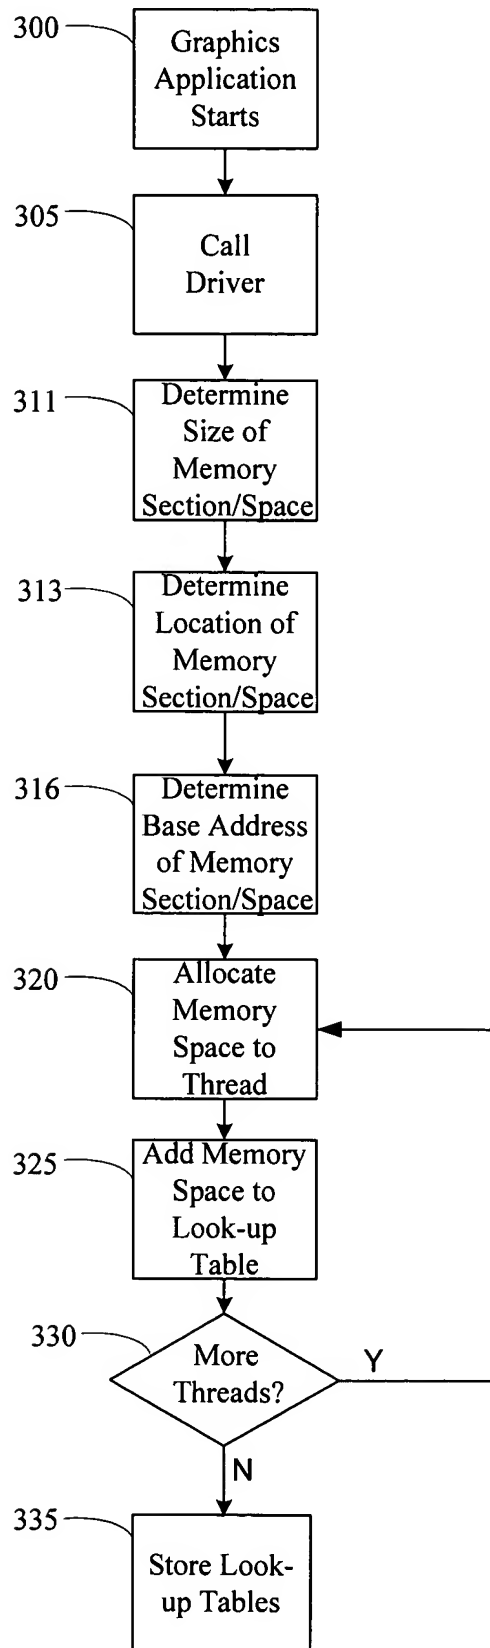 300
Graphics
Application
Starts
305
Call
Driver
311
Determine
Size of
Memory
Section/Space
313
Determine
Location of
Memory
Section/Space
316
Determine
Base Address
of Memory
Section/Space
320
Allocate
Memory
Space to
Thread
325
Add Memory
Space to
Look-up
Table
330
More
Threads?
Y
N
335
Store Look-
up Tables